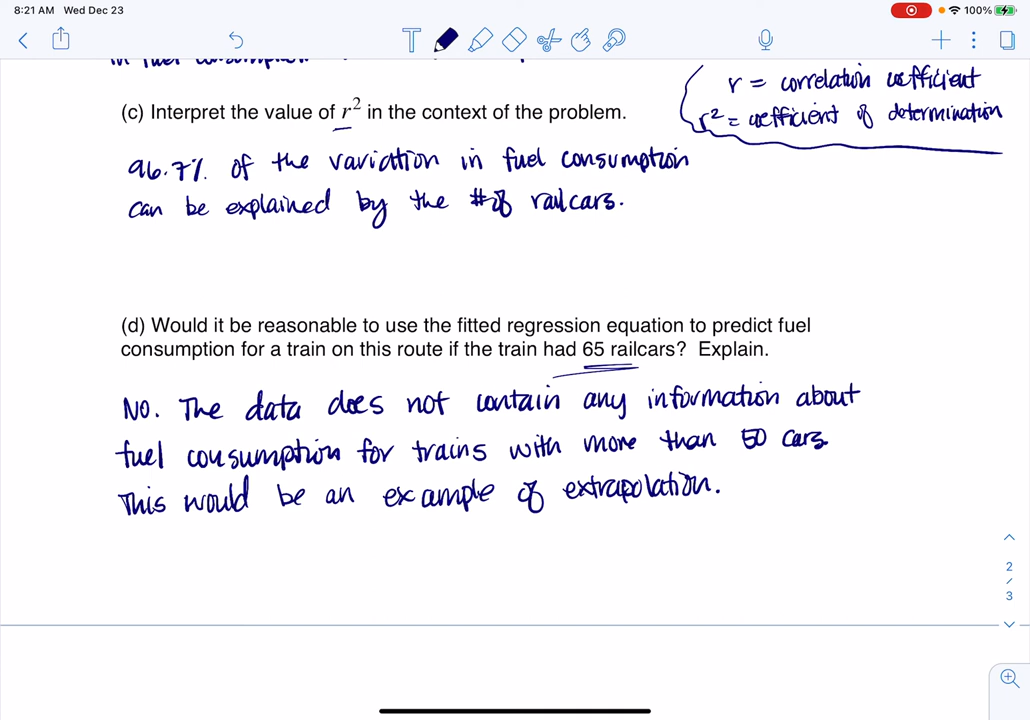 8:21 AM Wed Dec 23
100%
in fuel consumption
r = correlation coefficient
r² = coefficient of determination
(c) Interpret the value of r² in the context of the problem.
96.7% of the variation in fuel consumption
can be explained by the # of railcars.
(d) Would it be reasonable to use the fitted regression equation to predict fuel
consumption for a train on this route if the train had 65 railcars? Explain.
No. The data does not contain any information about
fuel consumption for trains with more than 50 cars.
This would be an example of extrapolation.
2
/
3